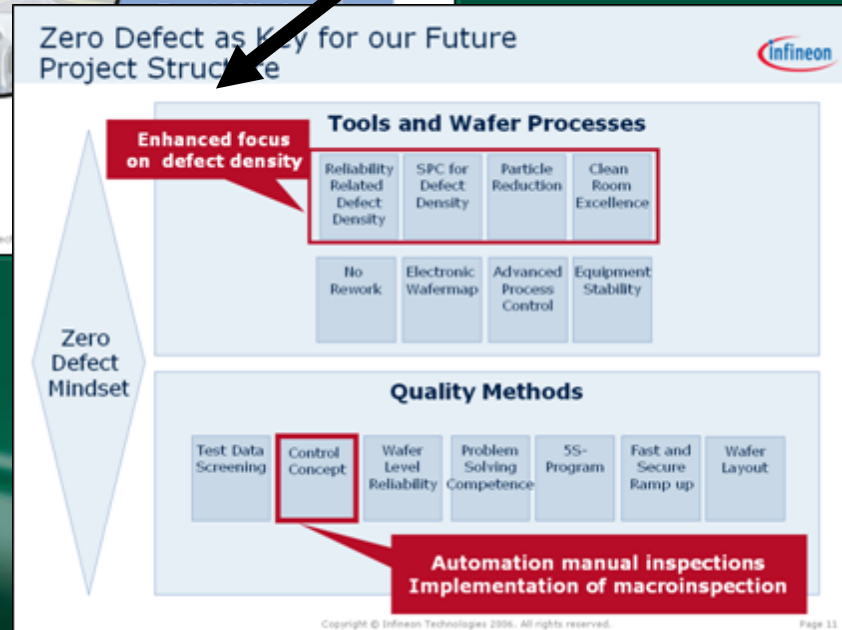 Zero Defect as Key for our Future
Project Structure
infineon
Tools and Wafer Processes
Enhanced focus
on defect density
Reliability
Related
Defect
Density
SPC for
Defect
Density
Particle
Reduction
Clean
Room
Excellence
No
Rework
Electronic
Wafermap
Advanced
Process
Control
Equipment
Stability
Zero
Defect
Mindset
Quality Methods
Test Data
Screening
Control
Concept
Wafer
Level
Reliability
Problem
Solving
Competence
5S-
Program
Fast and
Secure
Ramp up
Wafer
Layout
Automation manual inspections
Implementation of macroinspection
Copyright © Infineon Technologies 2006. All rights reserved.
Page 11